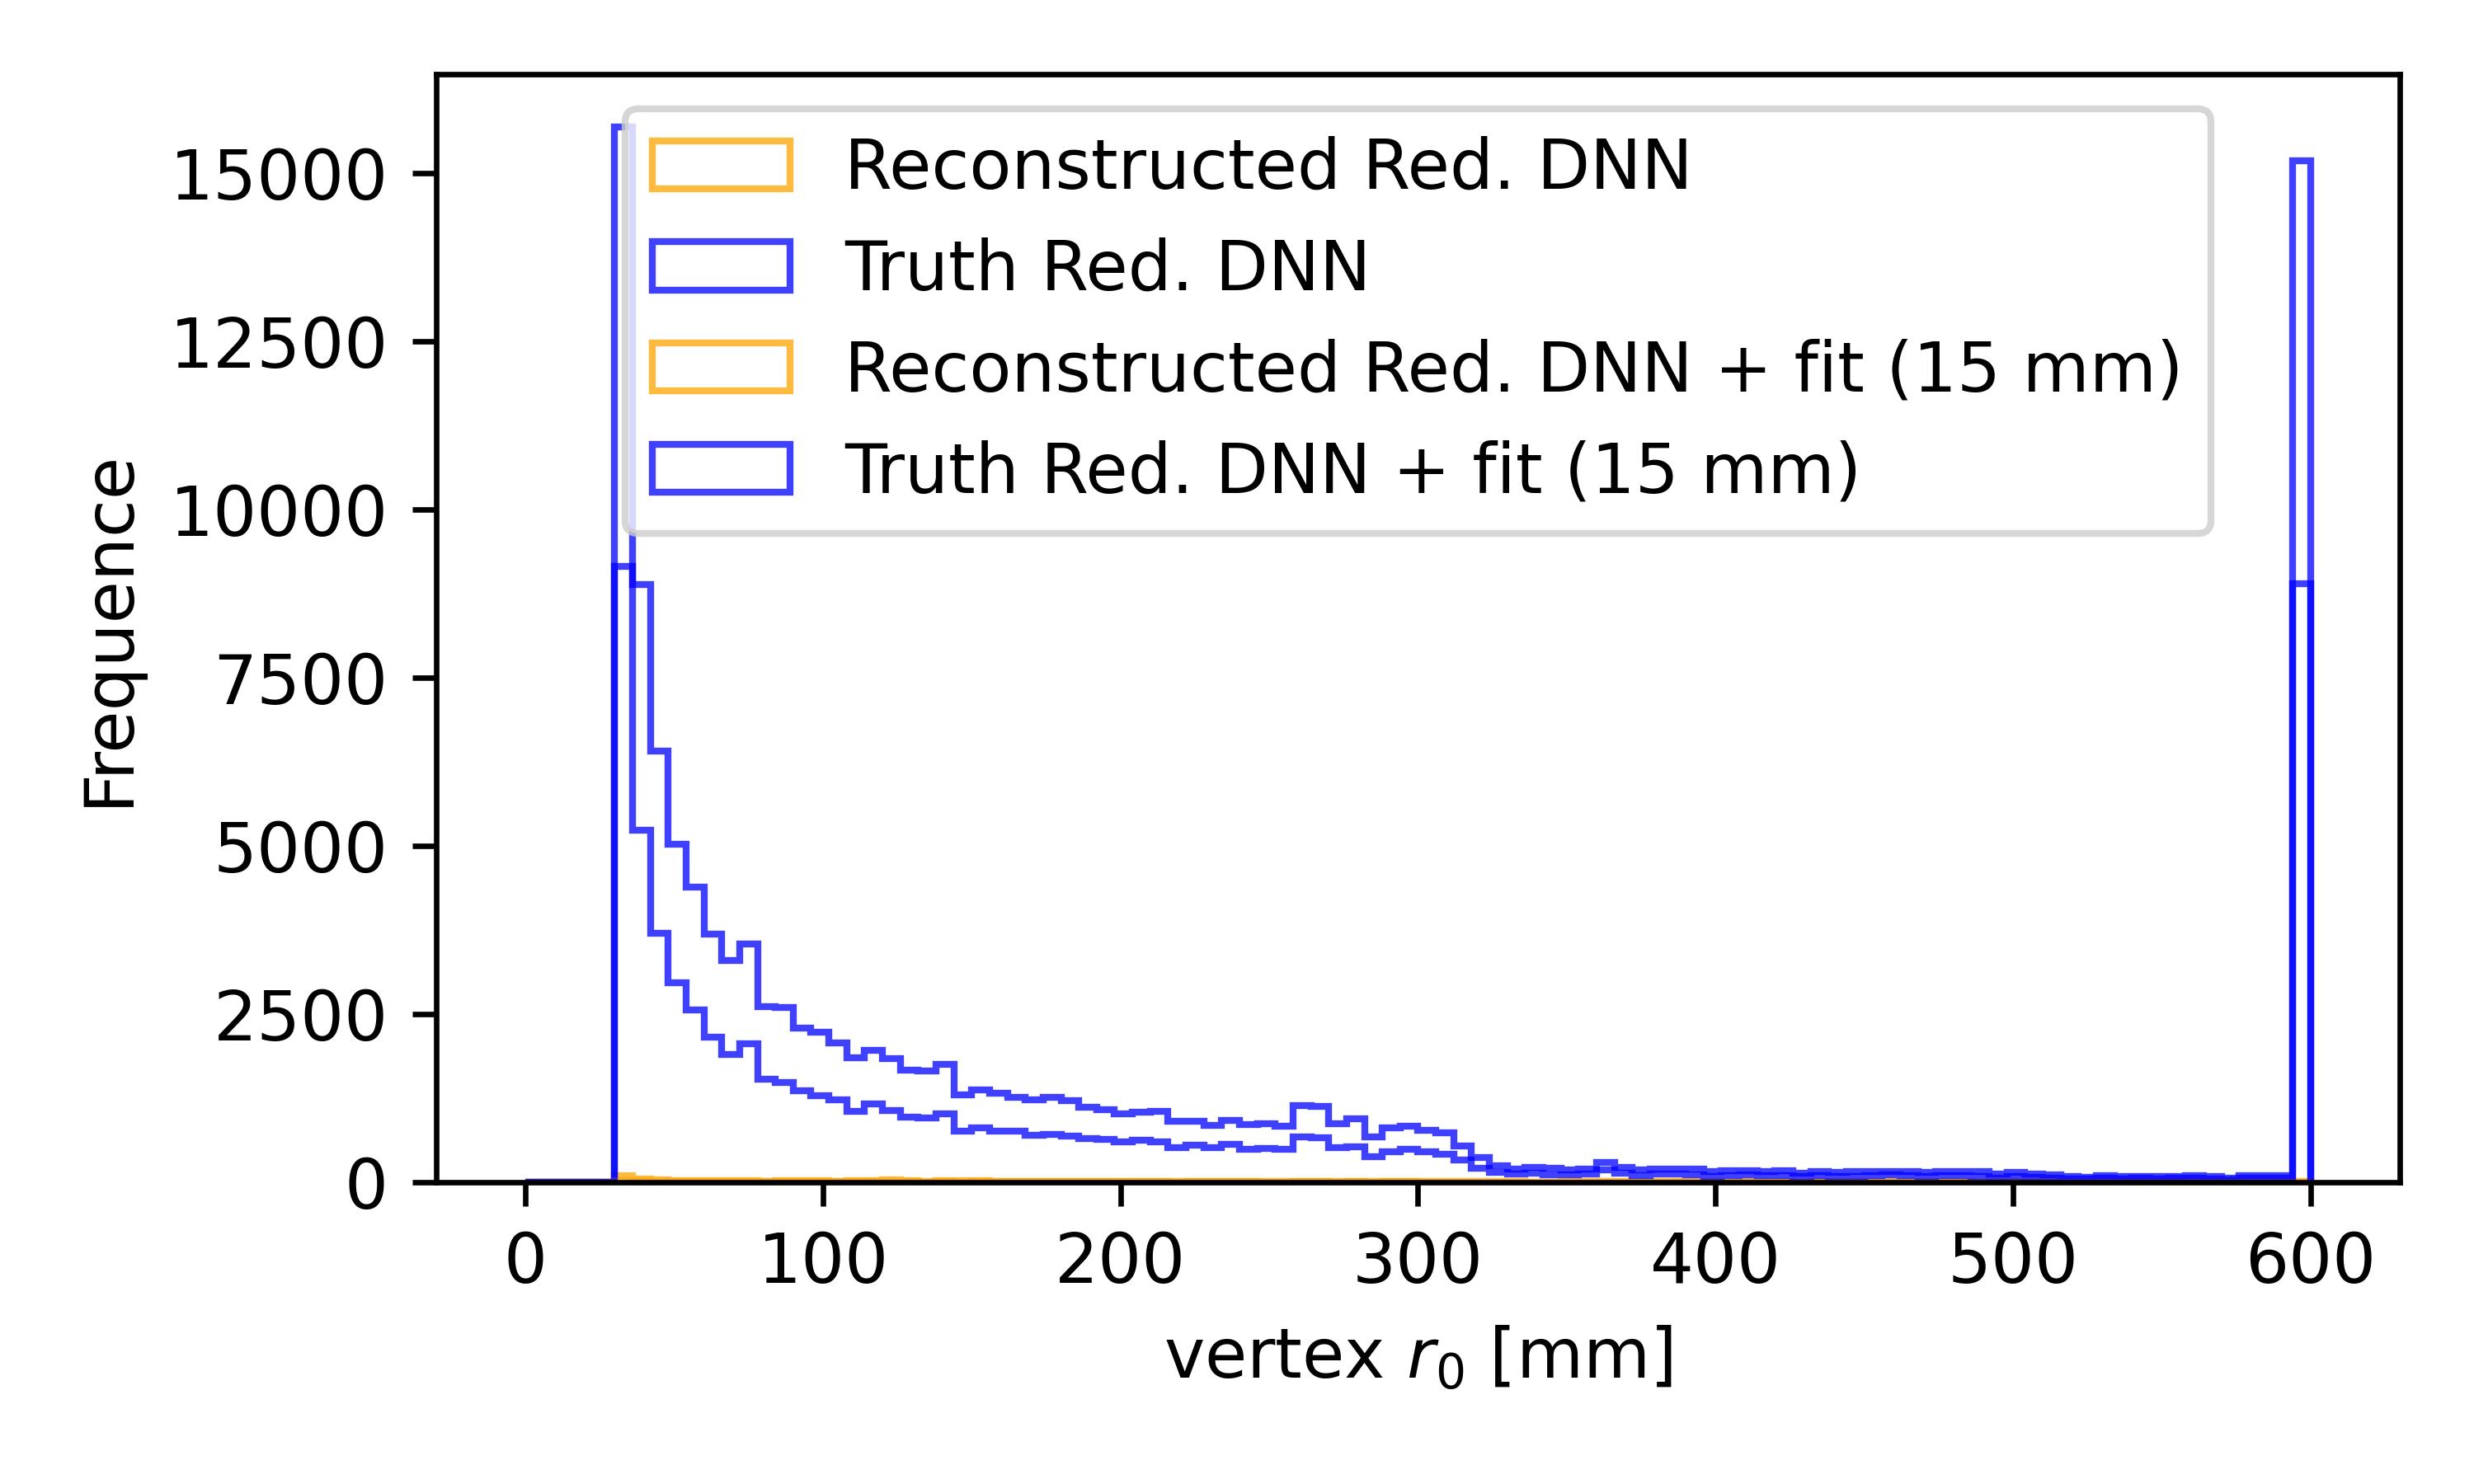 Reconstructed Red. DNN
Truth Red. DNN
Reconstructed Red. DNN + fit (15 mm)
Truth Red. DNN + fit (15 mm)
15000
12500
10000
7500
5000
2500
0
Frequence
0 100 200 300 400 500 600
vertex r₀ [mm]